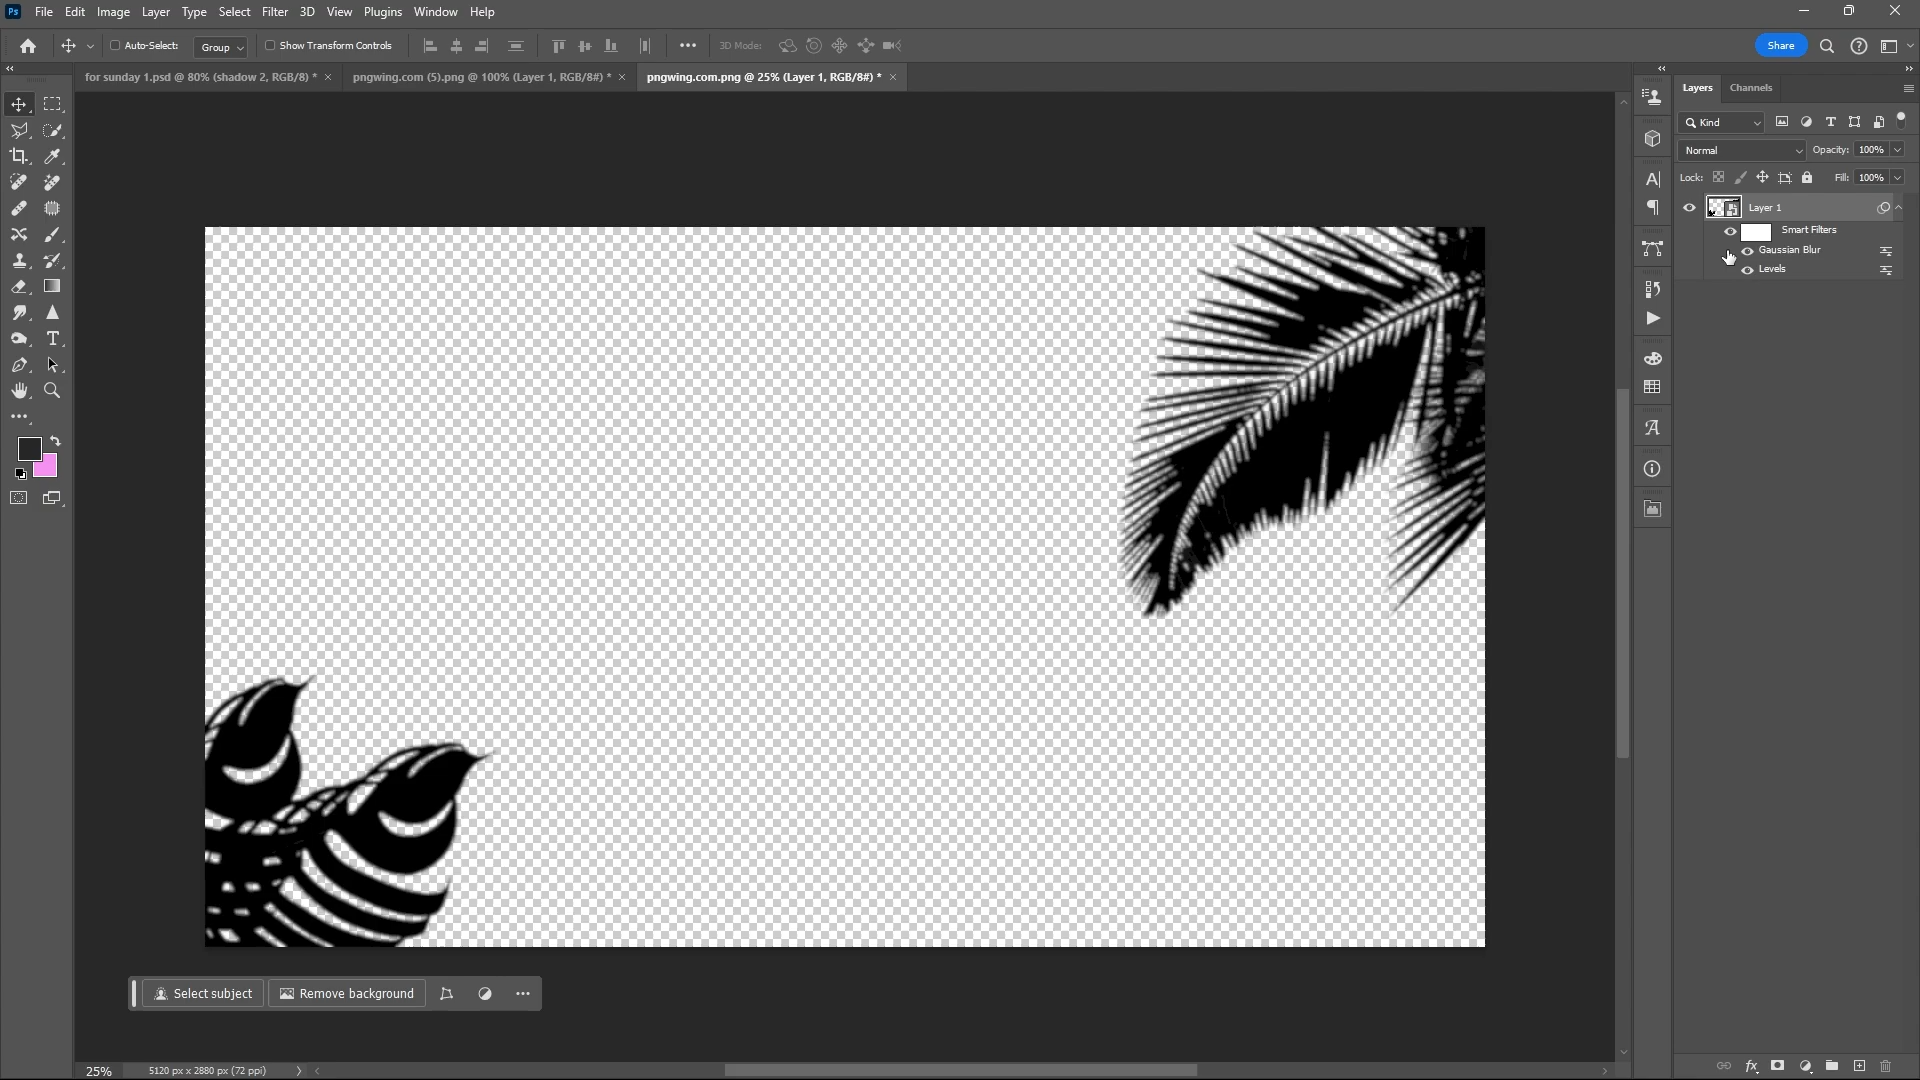 Ps File Edit Image Layer Type Select Filter 3D View Plugins Window Help
Auto-Select: Group Show Transform Controls 3D Mode: Share
for sunday 1.psd @ 80% (shadow 2, RGB/8) * pngwing.com (5).png @ 100% (Layer 1, RGB/8#) * pngwing.com.png @ 25% (Layer 1, RGB/8#) *
Layers Channels
Kind
Normal Opacity: 100%
Lock: Fill: 100%
Layer 1
Smart Filters
Gaussian Blur
Levels
Select subject Remove background
25% 5120 px x 2880 px (72 ppi)